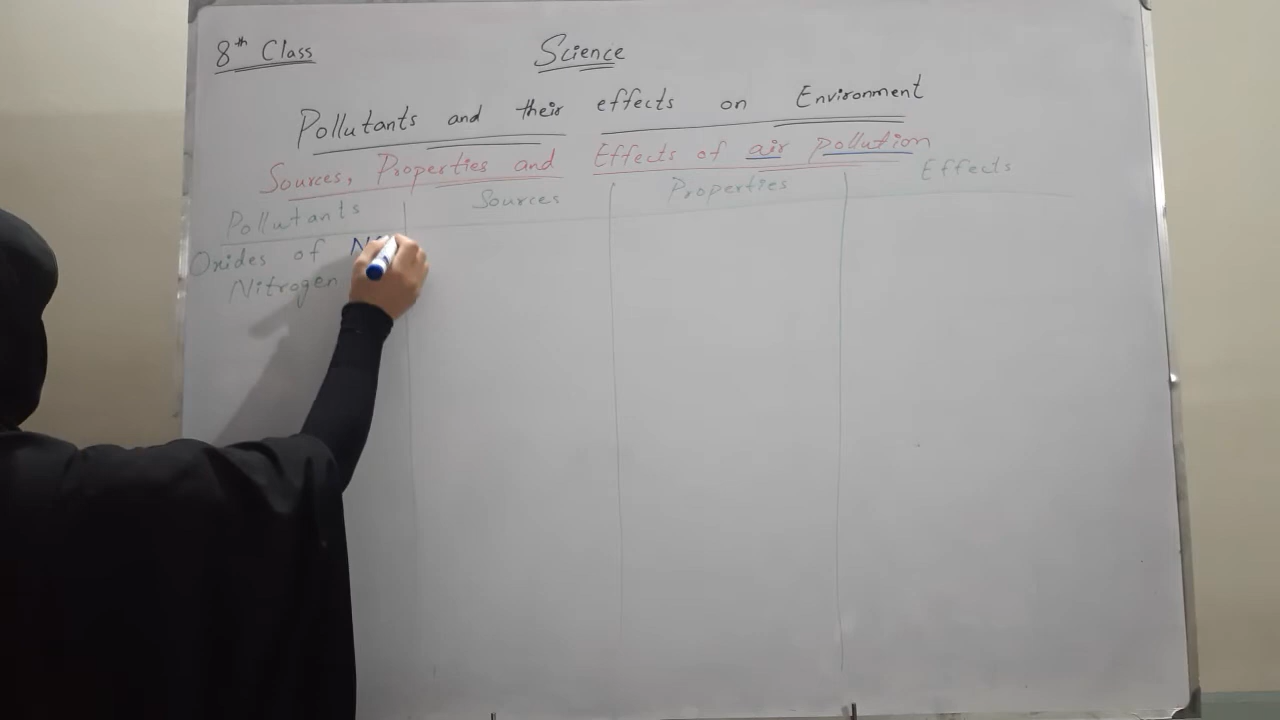 8th Class
Science
Pollutants and their effects on Environment
Sources, Properties and Effects of air pollution
Pollutants Sources Properties Effects
Oxides of N
Nitrogen